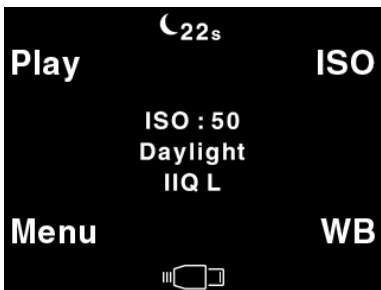 22s
Play ISO
ISO : 50
Daylight
IIQ L
Menu WB